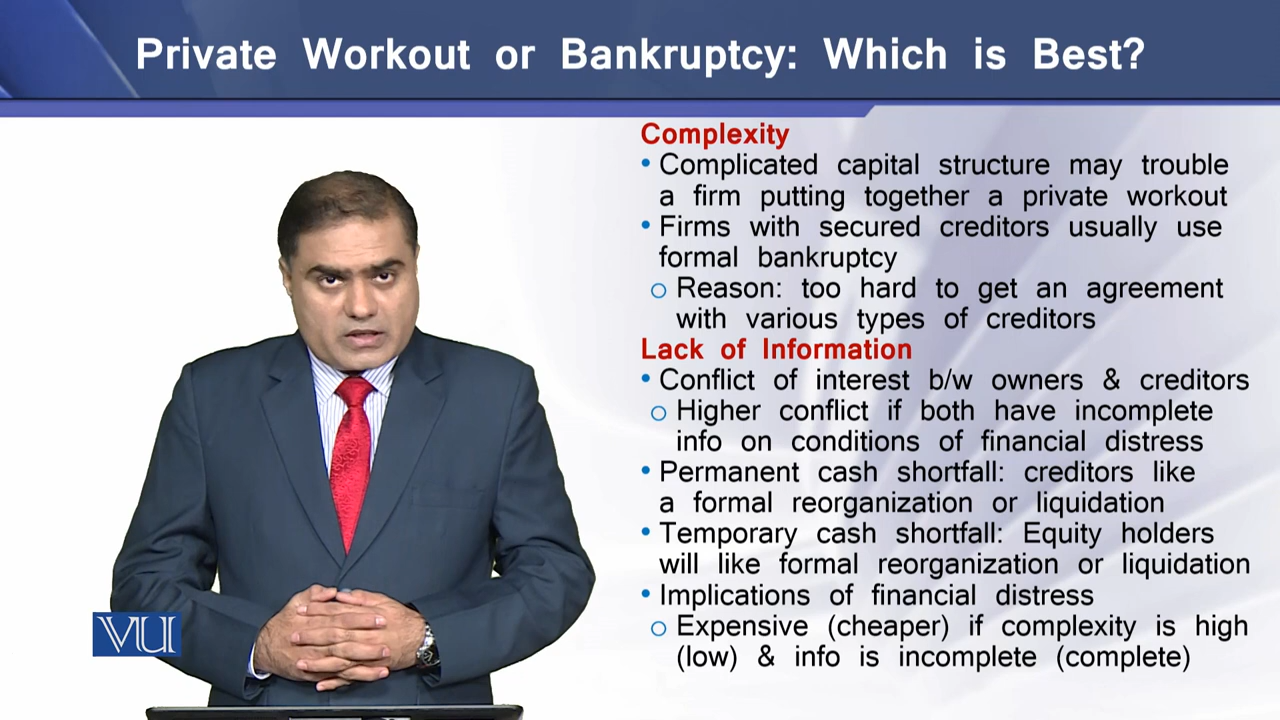 Private Workout or Bankruptcy: Which is Best?
Complexity
• Complicated capital structure may trouble
a firm putting together a private workout
• Firms with secured creditors usually use
formal bankruptcy
o Reason: too hard to get an agreement
with various types of creditors
Lack of Information
• Conflict of interest b/w owners & creditors
o Higher conflict if both have incomplete
info on conditions of financial distress
• Permanent cash shortfall: creditors like
a formal reorganization or liquidation
• Temporary cash shortfall: Equity holders
will like formal reorganization or liquidation
• Implications of financial distress
o Expensive (cheaper) if complexity is high
(low) & info is incomplete (complete)
VU